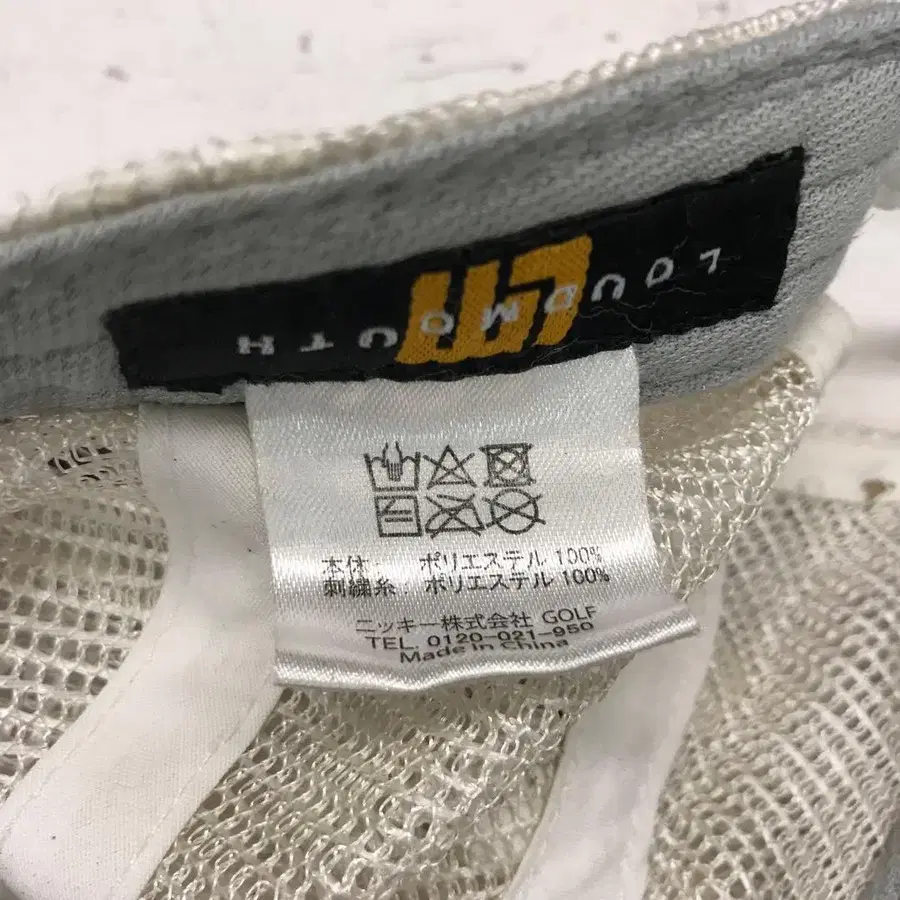 LOUDMOUTH
本体: ポリエステル 100%
刺繍糸: ポリエステル 100%
ニッキー株式会社 GOLF
TEL. 0120-021-950
Made in China